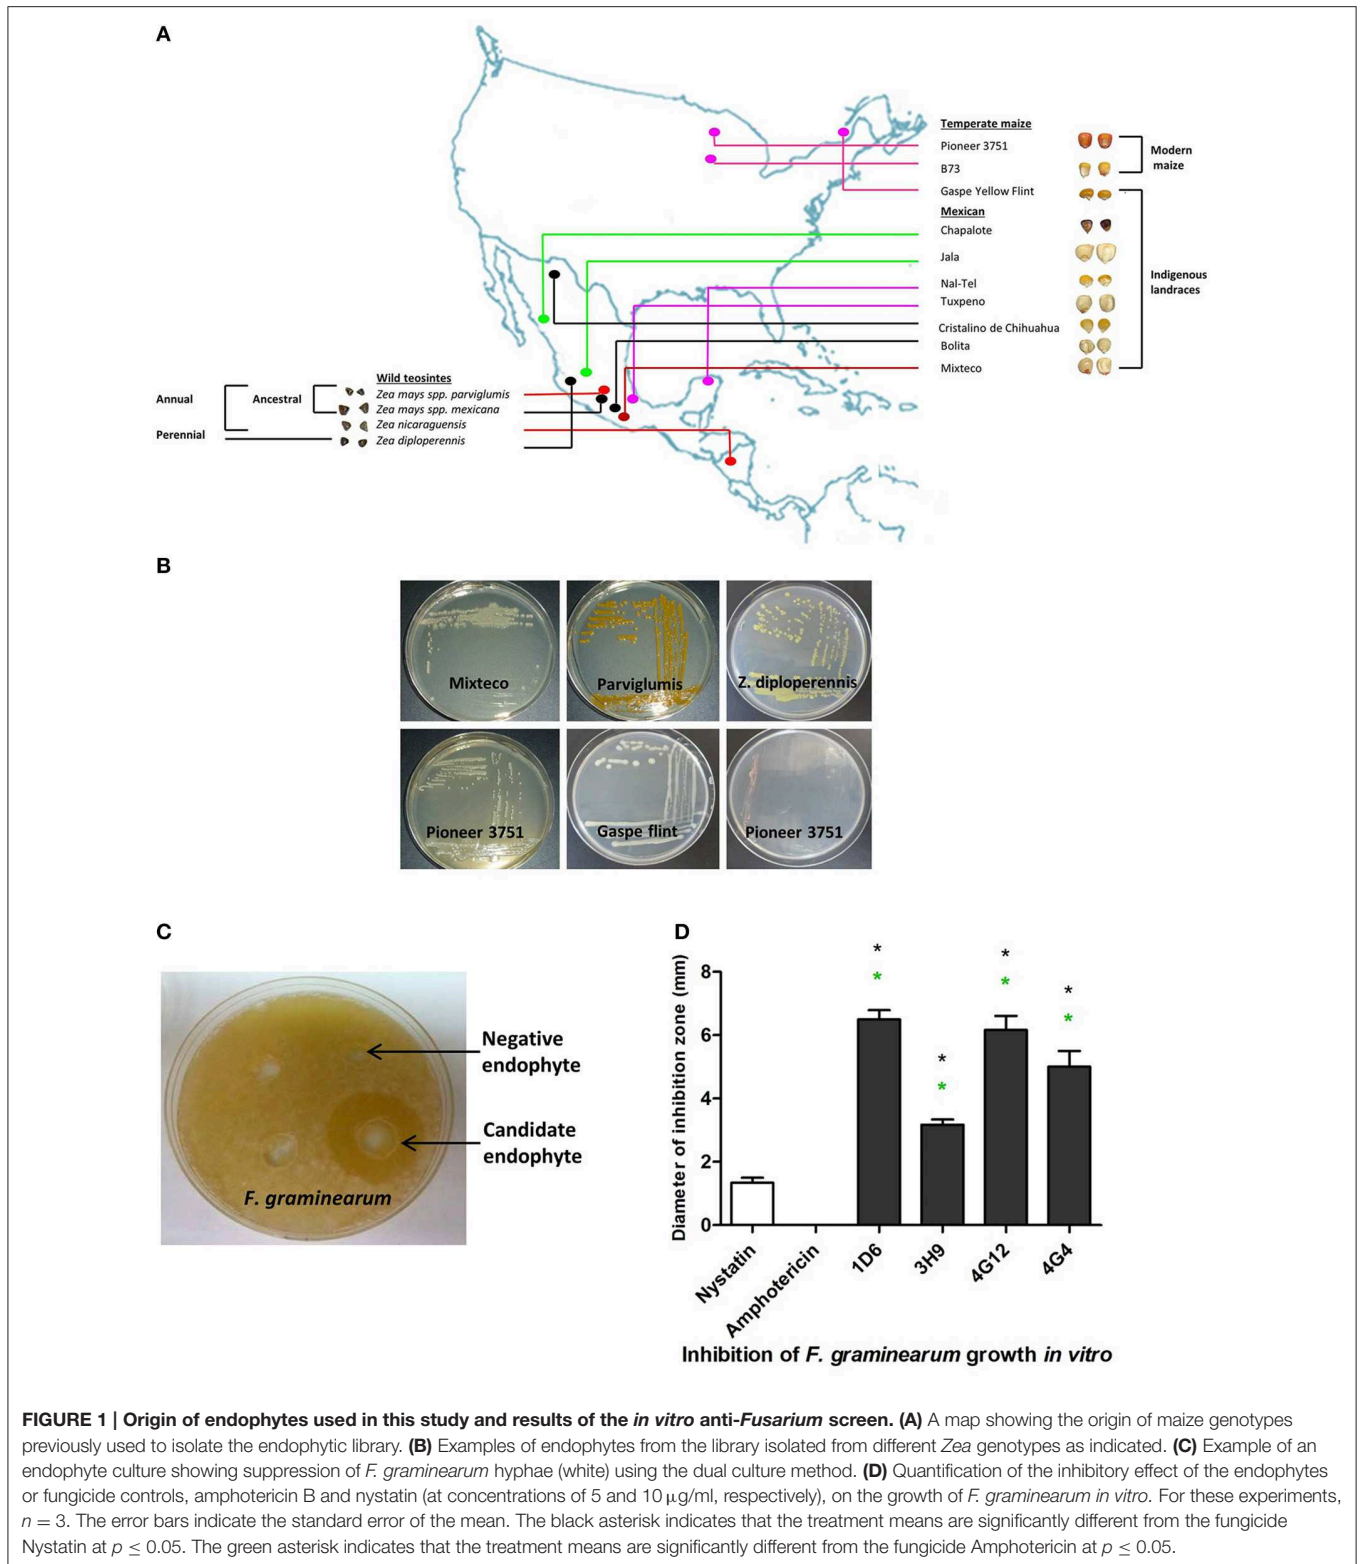 A
Temperate maize
Pioneer 3751
B73
Gaspe Yellow Flint
Modern
maize
Mexican
Chapalote
Jala
Nal-Tel
Tuxpeno
Cristalino de Chihuahua
Bolita
Mixteco
Indigenous
landraces
Wild teosintes
Zea mays spp. parviglumis
Zea mays spp. mexicana
Zea nicaraguensis
Zea diploperennis
Annual
Ancestral
Perennial
B
Mixteco
Parviglumis
Z. diploperennis
Pioneer 3751
Gaspe flint
Pioneer 3751
C
Negative
endophyte
Candidate
endophyte
F. graminearum
D
Diameter of inhibition zone (mm)
8
6
4
2
0
* * * *
* * * *
Nystatin
Amphotericin
1D6
3H9
4G12
4G4
Inhibition of F. graminearum growth in vitro
FIGURE 1 | Origin of endophytes used in this study and results of the in vitro anti-Fusarium screen. (A) A map showing the origin of maize genotypes
previously used to isolate the endophytic library. (B) Examples of endophytes from the library isolated from different Zea genotypes as indicated. (C) Example of an
endophyte culture showing suppression of F. graminearum hyphae (white) using the dual culture method. (D) Quantification of the inhibitory effect of the endophytes
or fungicide controls, amphotericin B and nystatin (at concentrations of 5 and 10 μg/ml, respectively), on the growth of F. graminearum in vitro. For these experiments,
n = 3. The error bars indicate the standard error of the mean. The black asterisk indicates that the treatment means are significantly different from the fungicide
Nystatin at p ≤ 0.05. The green asterisk indicates that the treatment means are significantly different from the fungicide Amphotericin at p ≤ 0.05.